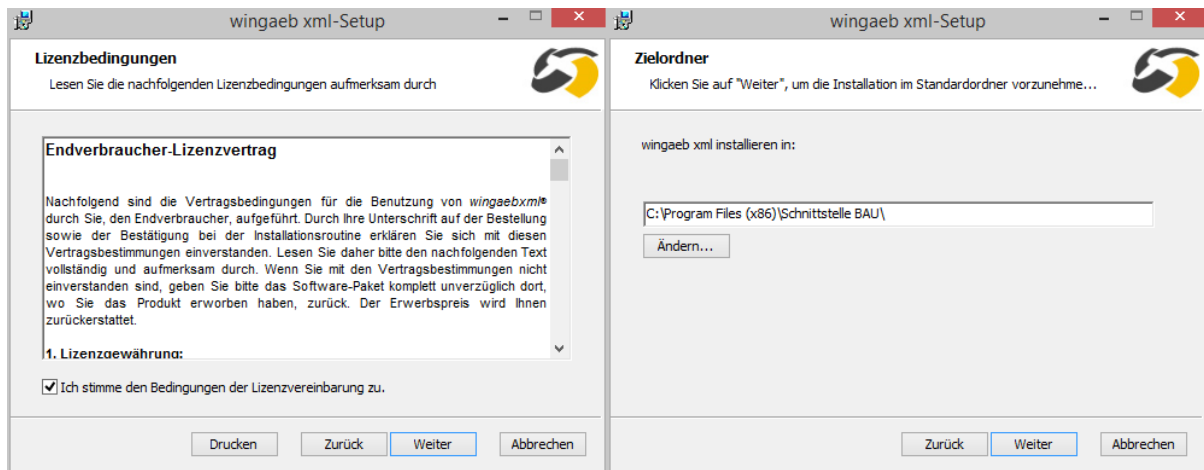 wingaeb xml-Setup
Lizenzbedingungen
Lesen Sie die nachfolgenden Lizenzbedingungen aufmerksam durch
Endverbraucher-Lizenzvertrag
Nachfolgend sind die Vertragsbedingungen für die Benutzung von wingaebxml®
durch Sie, den Endverbraucher, aufgeführt. Durch Ihre Unterschrift auf der Bestellung
sowie der Bestätigung bei der Installationsroutine erklären Sie sich mit diesen
Vertragsbestimmungen einverstanden. Lesen Sie daher bitte den nachfolgenden Text
vollständig und aufmerksam durch. Wenn Sie mit den Vertragsbestimmungen nicht
einverstanden sind, geben Sie bitte das Software-Paket komplett unverzüglich dort,
wo Sie das Produkt erworben haben, zurück. Der Erwerbspreis wird Ihnen
zurückerstattet.
1. Lizenzgewährung:
Ich stimme den Bedingungen der Lizenzvereinbarung zu.
Drucken Zurück Weiter Abbrechen
wingaeb xml-Setup
Zielordner
Klicken Sie auf "Weiter", um die Installation im Standardordner vorzunehme...
wingaeb xml installieren in:
C:\Program Files (x86)\Schnittstelle BAU\
Ändern...
Zurück Weiter Abbrechen